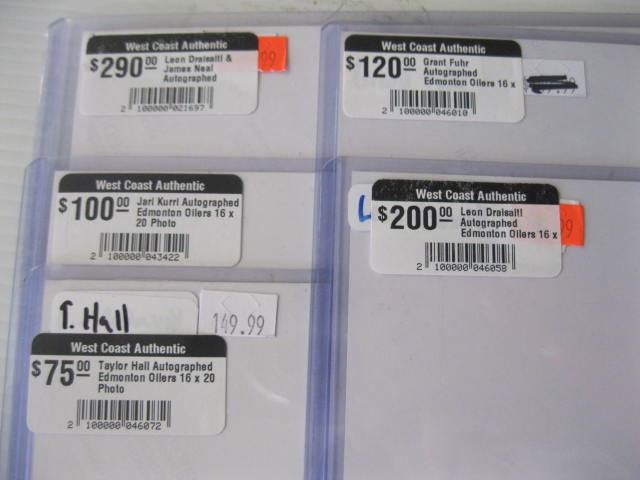 West Coast Authentic
$290 00 Leon Draisaitl &
James Neal
Autographed
2 100000 021697
99
West Coast Authentic
$120 00 Grant Fuhr
Autographed
Edmonton Oilers 16 x
2 100000 046010
West Coast Authentic
$100 00 Jari Kurri Autographed
Edmonton Oilers 16 x
20 Photo
2 100000 043422
L
West Coast Authentic
$200 00 Leon Draisaitl
Autographed
Edmonton Oilers 16 x
2 100000 046058
99
T. Hall
149.99
West Coast Authentic
$75 00 Taylor Hall Autographed
Edmonton Oilers 16 x 20
Photo
2 100000 046072